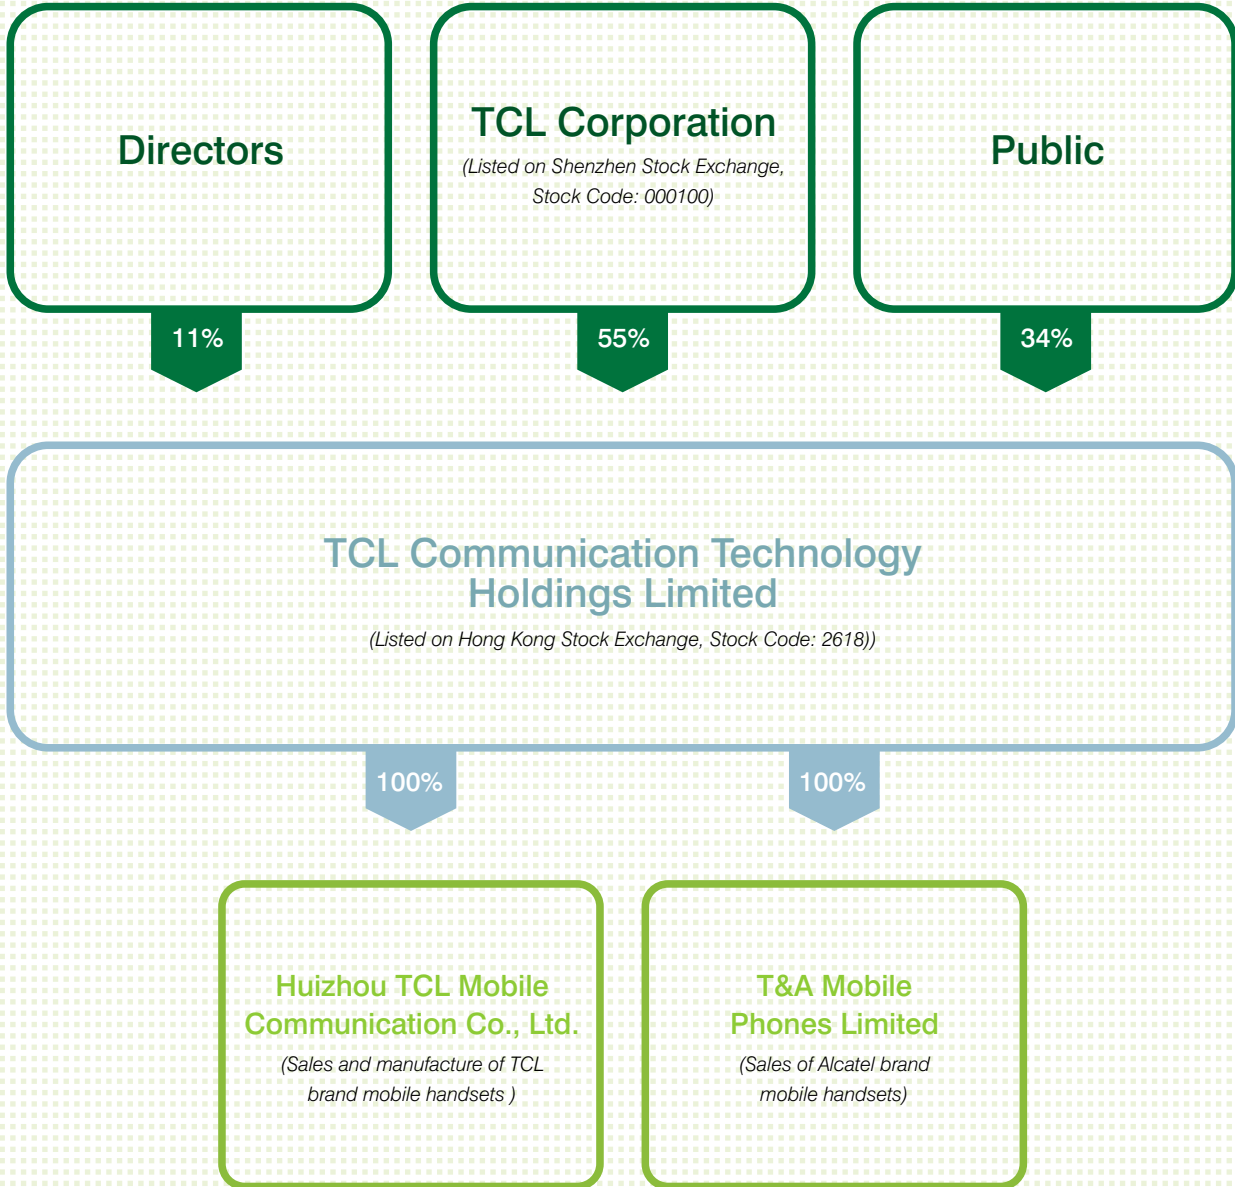 Directors
TCL Corporation
(Listed on Shenzhen Stock Exchange,
Stock Code: 000100)
Public
11%
55%
34%
TCL Communication Technology
Holdings Limited
(Listed on Hong Kong Stock Exchange, Stock Code: 2618))
100%
100%
Huizhou TCL Mobile
Communication Co., Ltd.
(Sales and manufacture of TCL
brand mobile handsets )
T&A Mobile
Phones Limited
(Sales of Alcatel brand
mobile handsets)